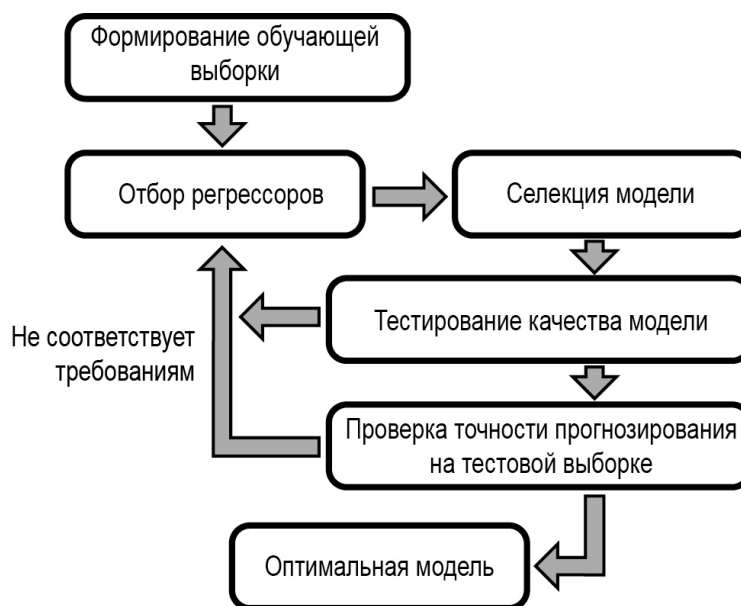 Формирование обучающей
выборки
Отбор регрессоров
Селекция модели
Тестирование качества модели
Не соответствует
требованиям
Проверка точности прогнозирования
на тестовой выборке
Оптимальная модель